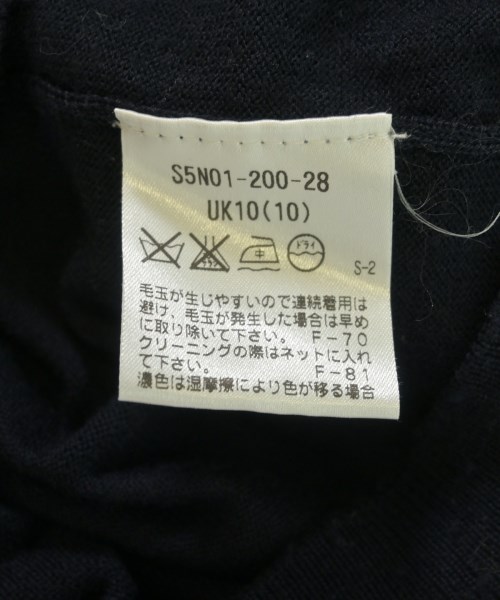 S5N01-200-28
UK10(10)
中 ドライ
S-2
毛玉が生じやすいので連続着用は
避け、毛玉が発生した場合は早め
に取り除いて下さい。 F-70
クリーニングの際はネットに入れ
て下さい。 F-81
濃色は湿摩擦により色が移る場合